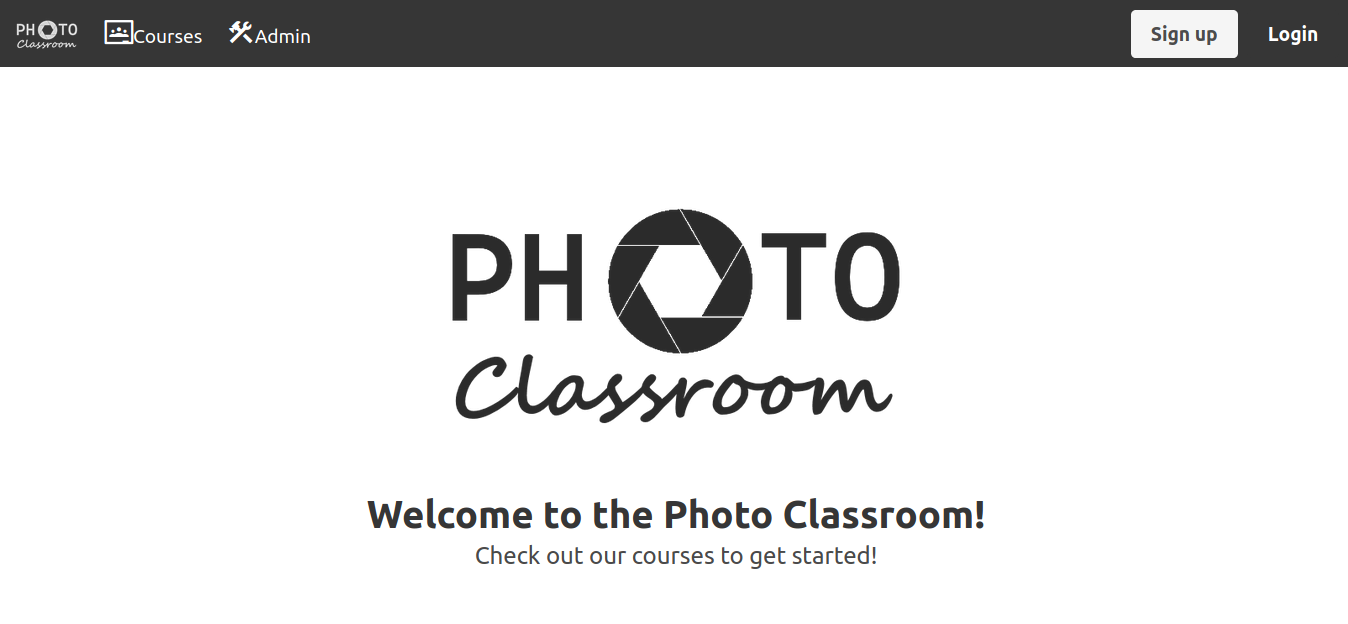 PHOTO
Classroom
Courses
Admin
Sign up
Login
PHOTO
Classroom
Welcome to the Photo Classroom!
Check out our courses to get started!